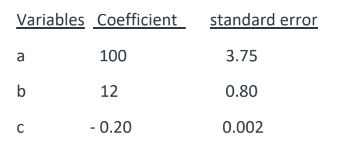 Variables Coefficient standard error
a 100 3.75
b 12 0.80
c - 0.20 0.002